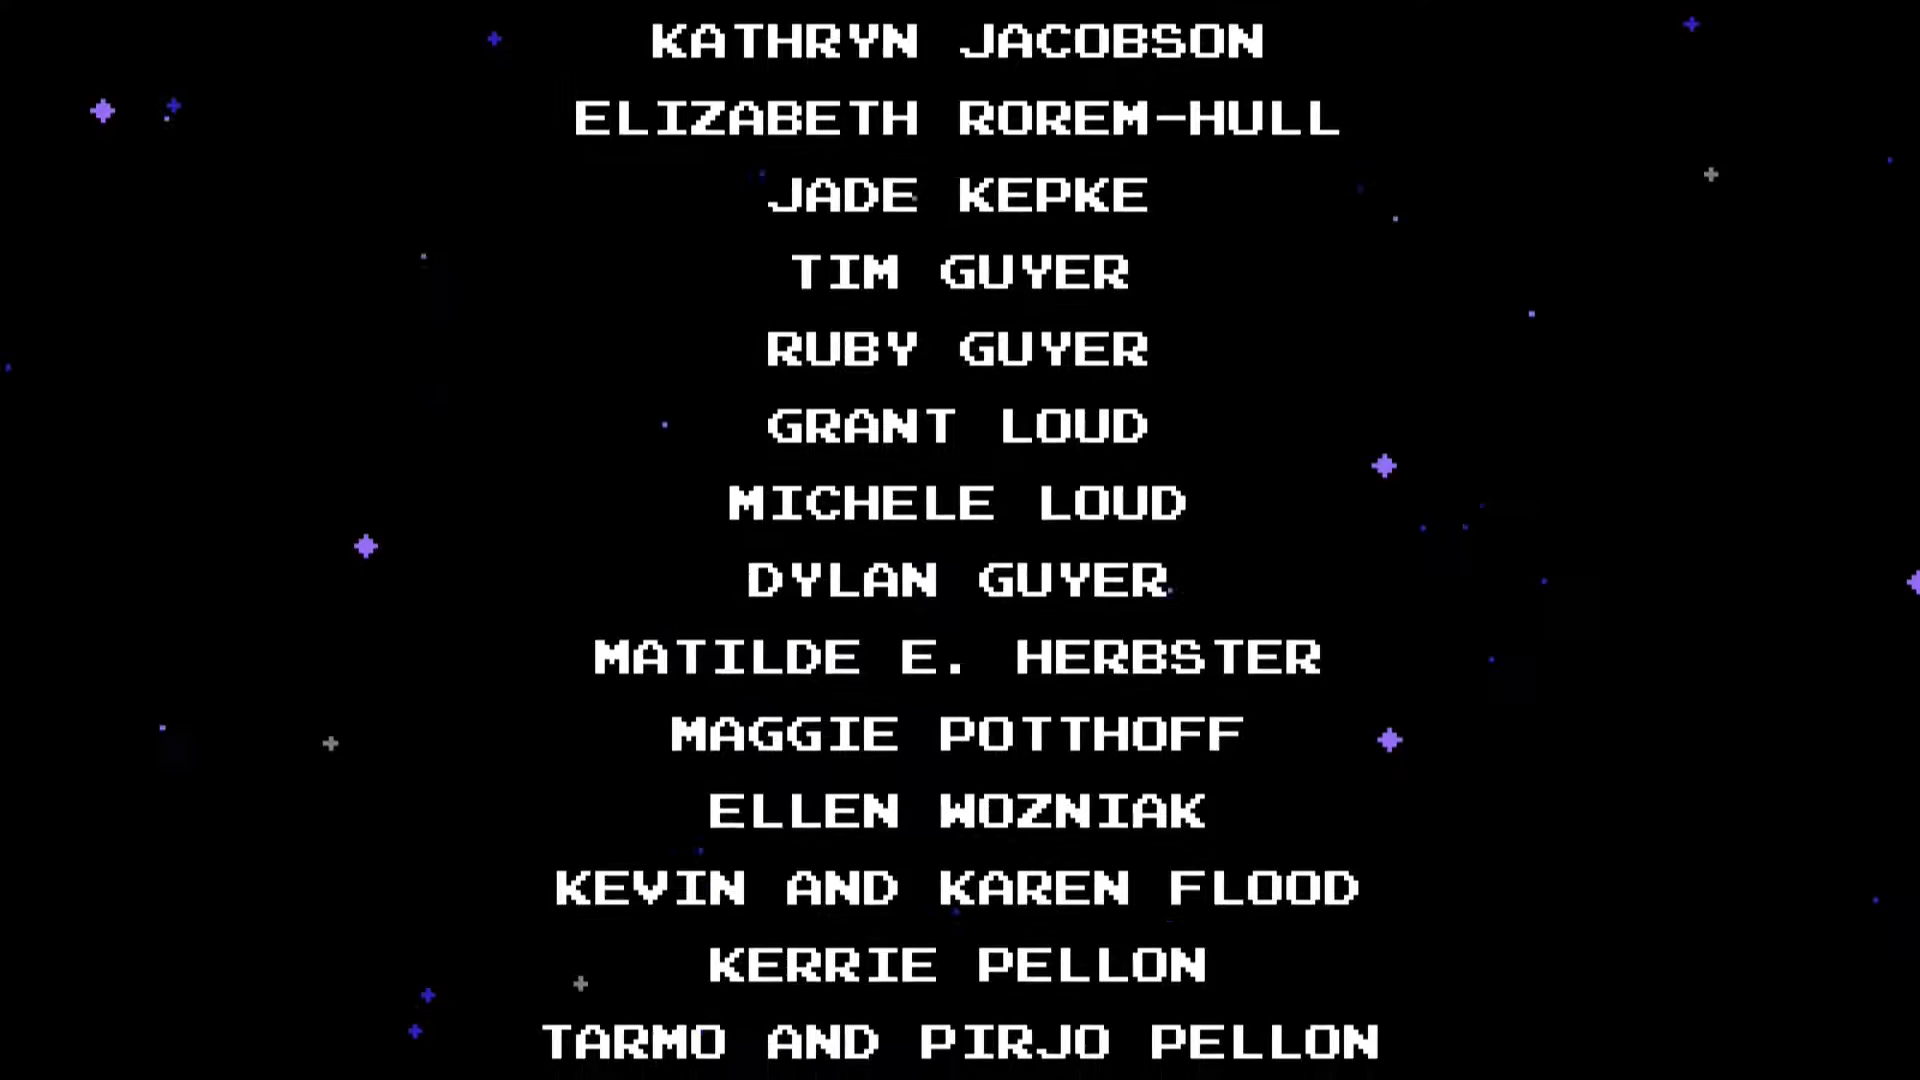 KATHRYN JACOBSON
ELIZABETH ROREM-HULL
JADE KEPKE
TIM GUYER
RUBY GUYER
GRANT LOUD
MICHELE LOUD
DYLAN GUYER
MATILDE E. HERBSTER
MAGGIE POTTHOFF
ELLEN WOZNIAK
KEVIN AND KAREN FLOOD
KERRIE PELLON
TARMO AND PIRJO PELLON